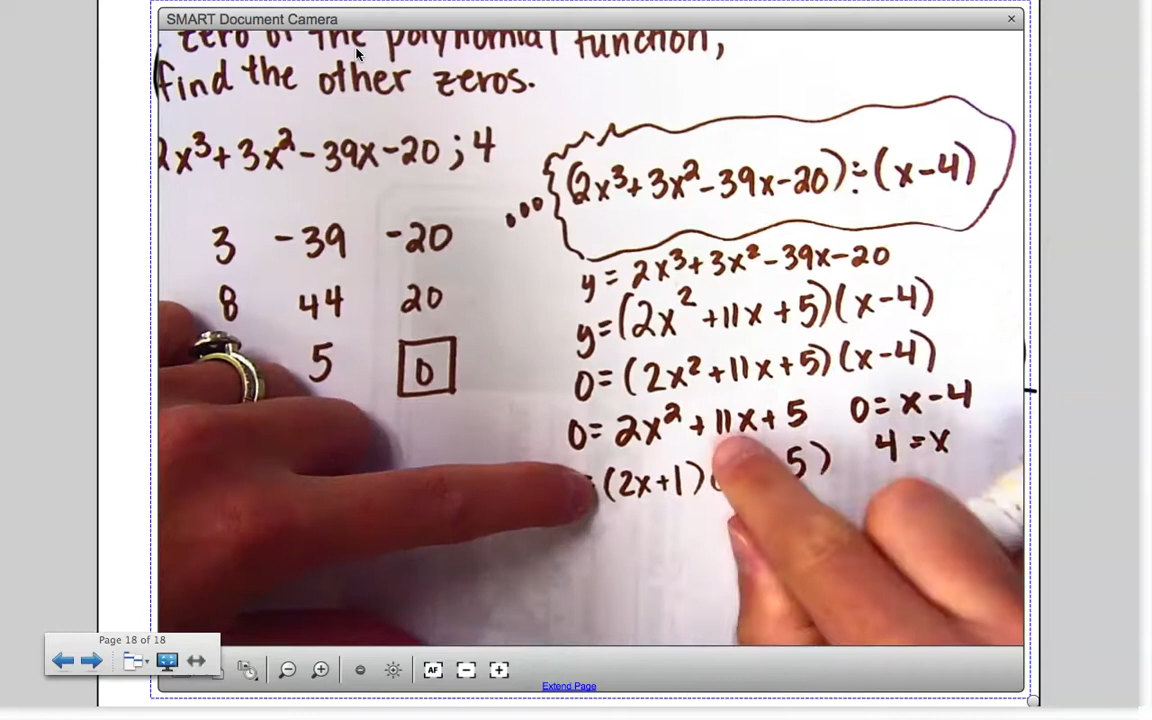 SMART Document Camera
zero of the polynomial function,
find the other zeros.
2x³+3x²-39x-20;4
(2x³+3x²-39x-20)÷(x-4)
3 -39 -20
8 44 20
5 0
y=2x³+3x²-39x-20
y=(2x²+11x+5)(x-4)
0=(2x²+11x+5)(x-4)
0=2x²+11x+5 0=x-4
4=x
(2x+1) 5)
Page 18 of 18
AF
Extend Page